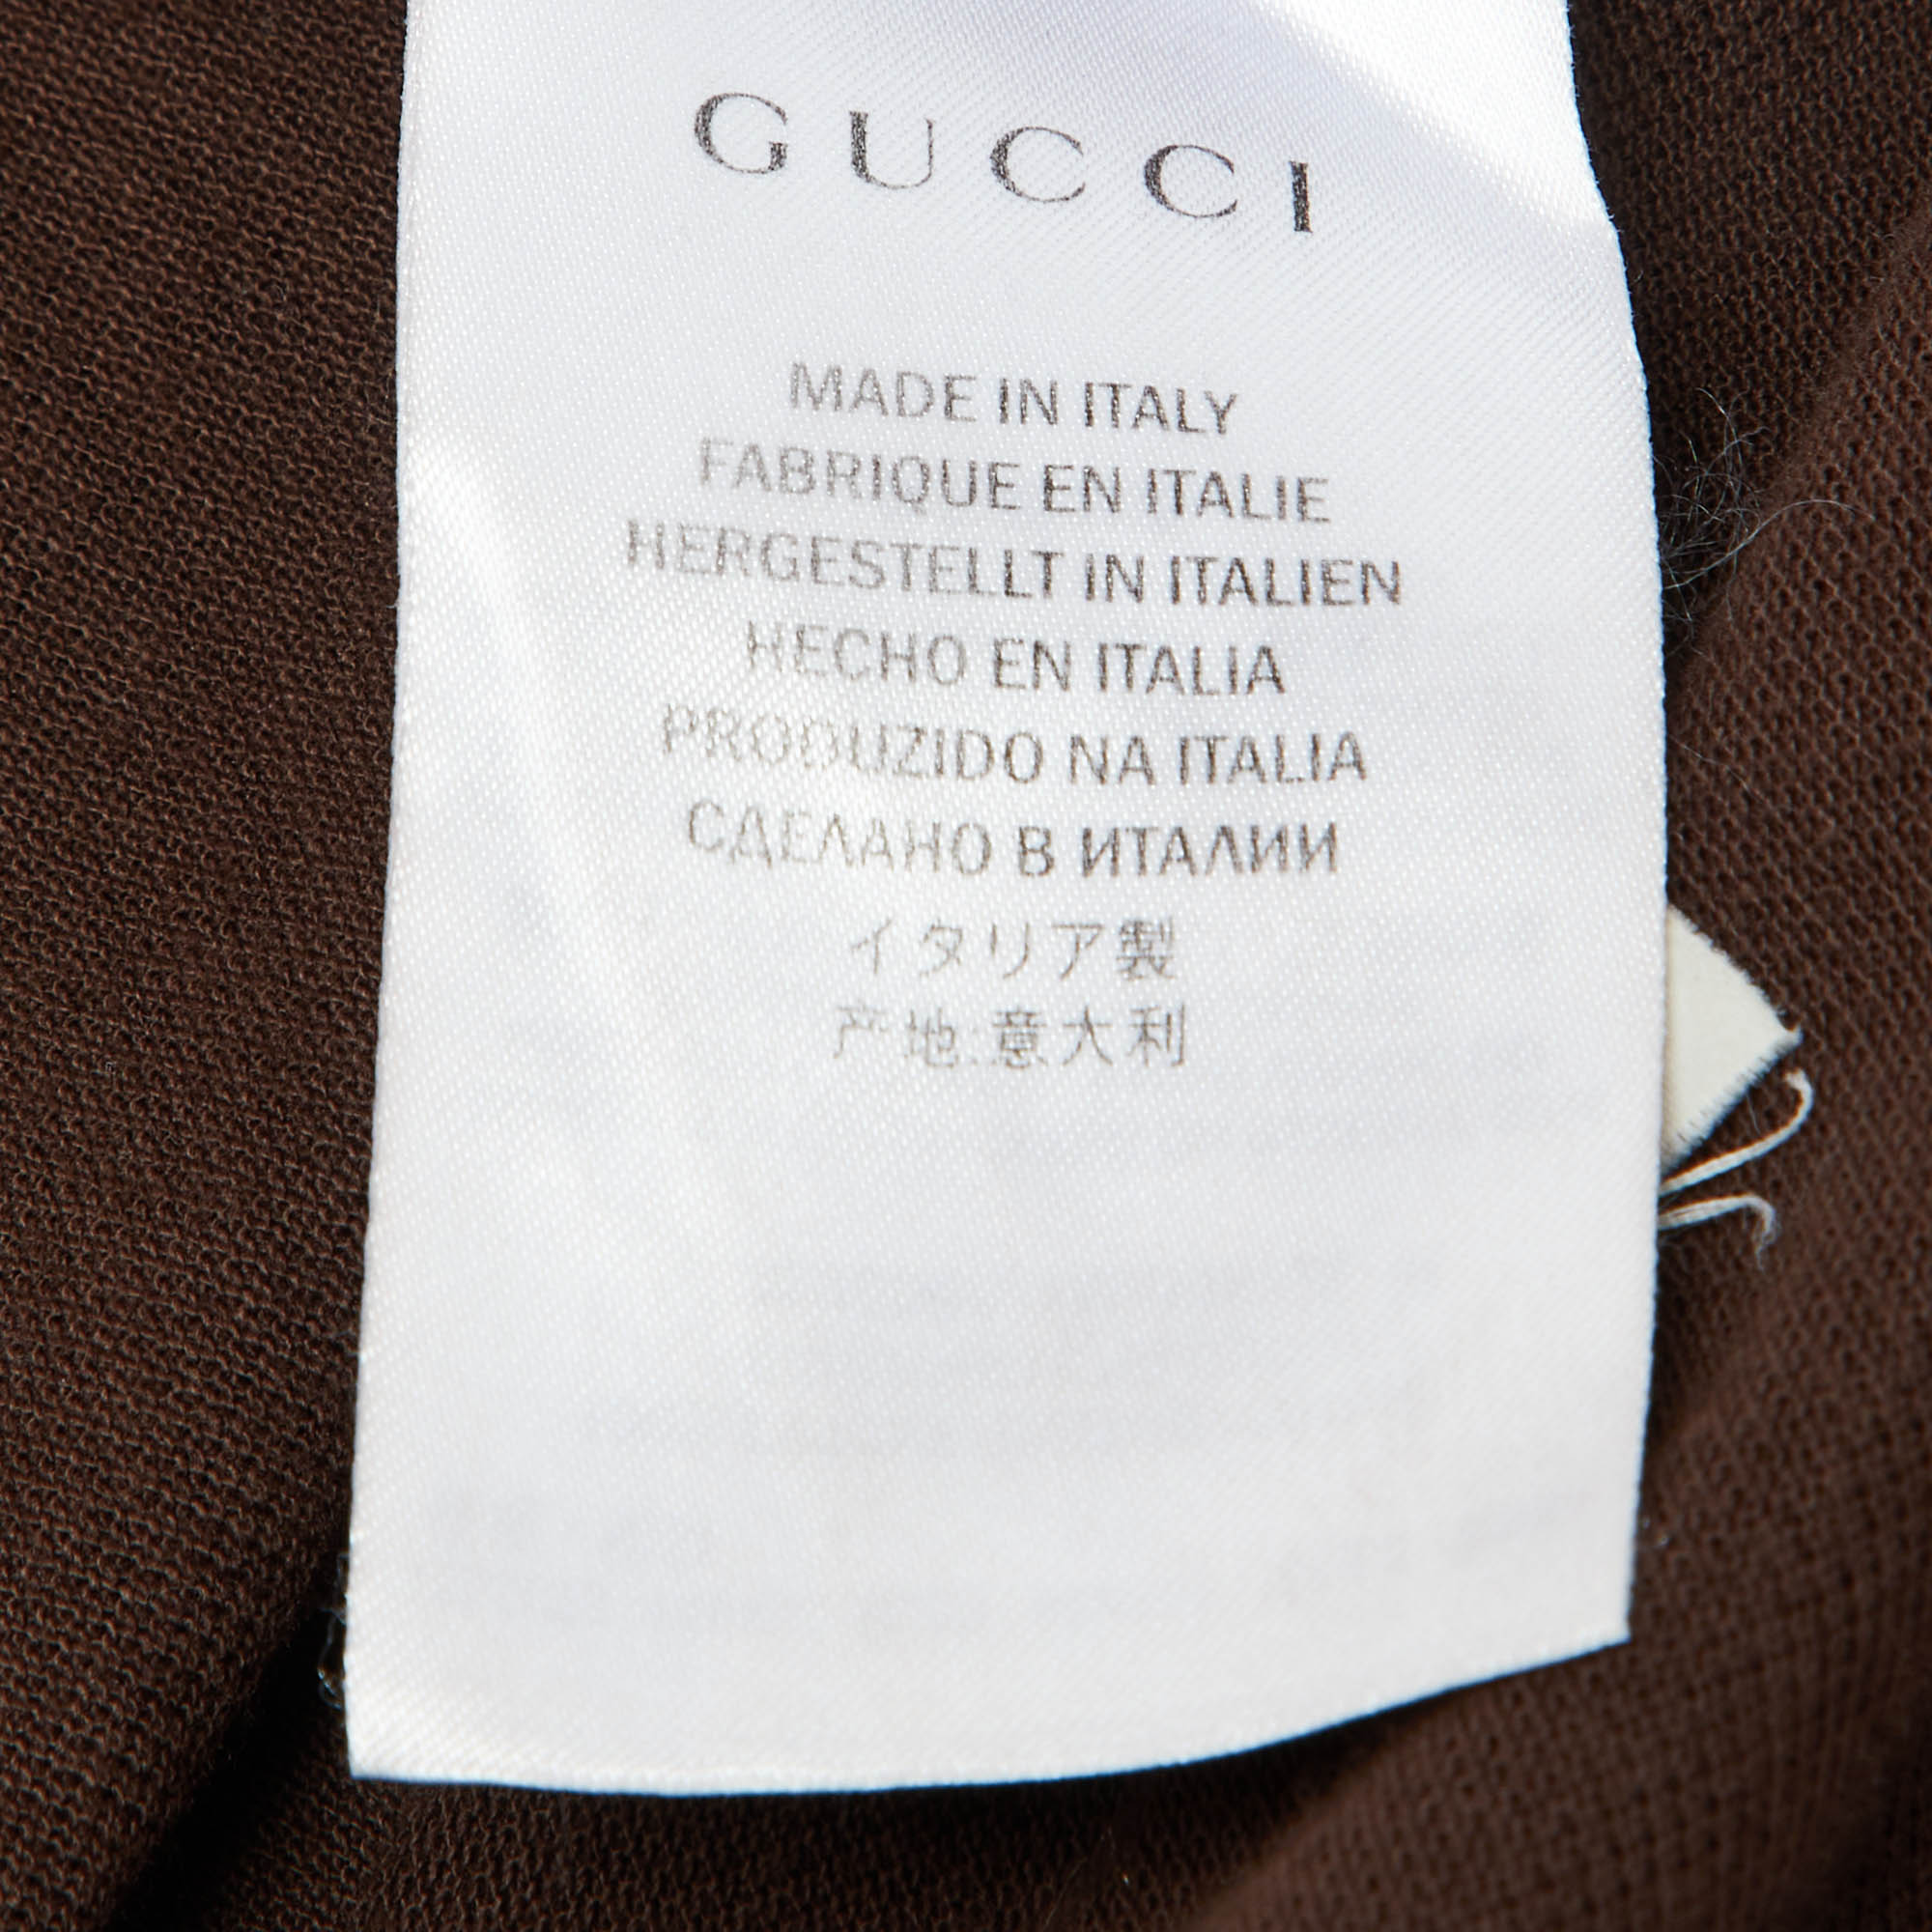 GUCCI
MADE IN ITALY
FABRIQUE EN ITALIE
HERGESTELLT IN ITALIEN
HECHO EN ITALIA
PRODUZIDO NA ITALIA
СДЕЛАНО В ИТАЛИИ
イタリア製
产地:意大利